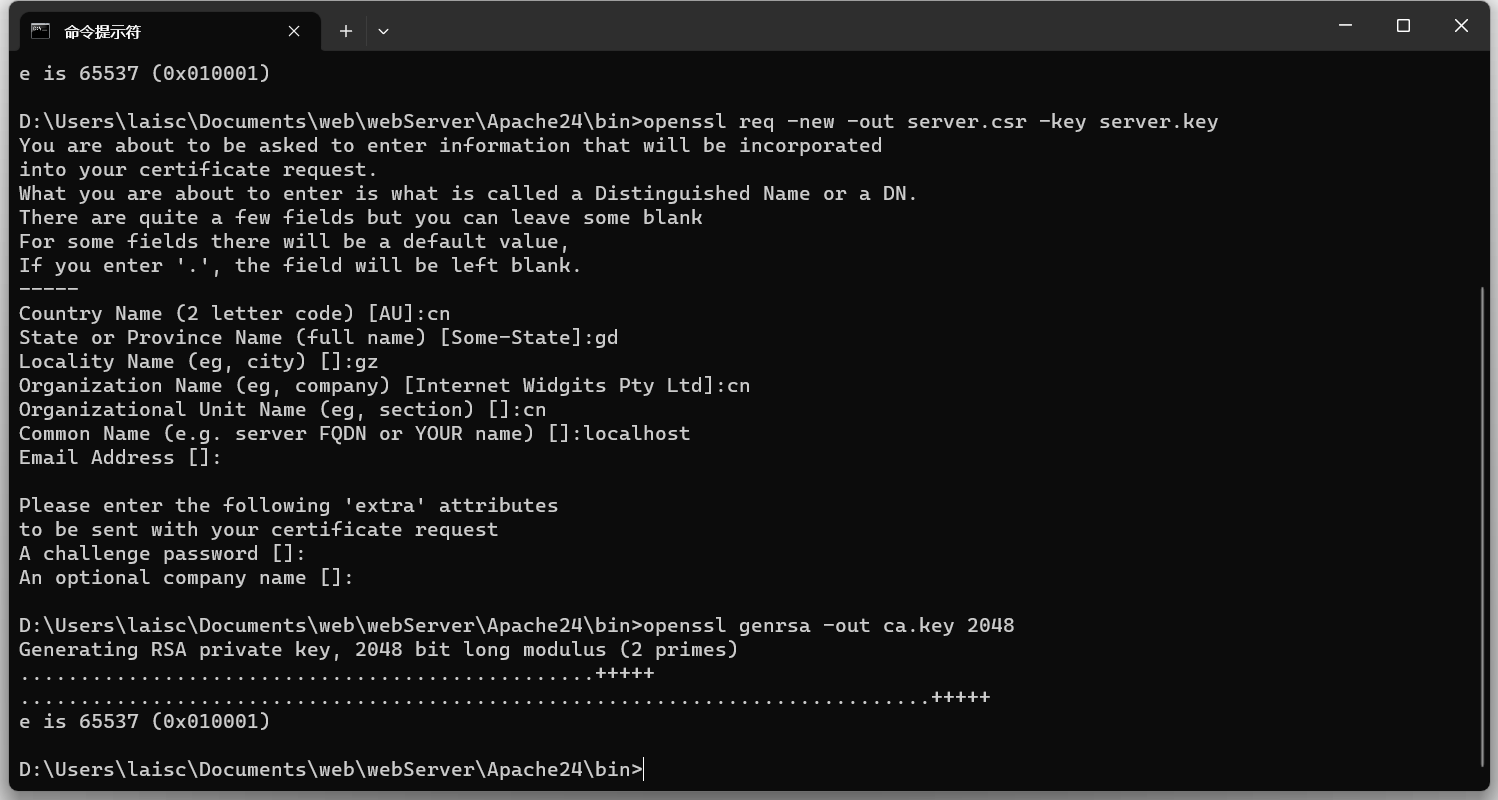 命令提示符
e is 65537 (0x010001)
D:\Users\laisc\Documents\web\webServer\Apache24\bin>openssl req -new -out server.csr -key server.key
You are about to be asked to enter information that will be incorporated
into your certificate request.
What you are about to enter is what is called a Distinguished Name or a DN.
There are quite a few fields but you can leave some blank
For some fields there will be a default value,
If you enter '.', the field will be left blank.
-----
Country Name (2 letter code) [AU]:cn
State or Province Name (full name) [Some-State]:gd
Locality Name (eg, city) []:gz
Organization Name (eg, company) [Internet Widgits Pty Ltd]:cn
Organizational Unit Name (eg, section) []:cn
Common Name (e.g. server FQDN or YOUR name) []:localhost
Email Address []:
Please enter the following 'extra' attributes
to be sent with your certificate request
A challenge password []:
An optional company name []:
D:\Users\laisc\Documents\web\webServer\Apache24\bin>openssl genrsa -out ca.key 2048
Generating RSA private key, 2048 bit long modulus (2 primes)
................................................+++++
............................................................................+++++
e is 65537 (0x010001)
D:\Users\laisc\Documents\web\webServer\Apache24\bin>